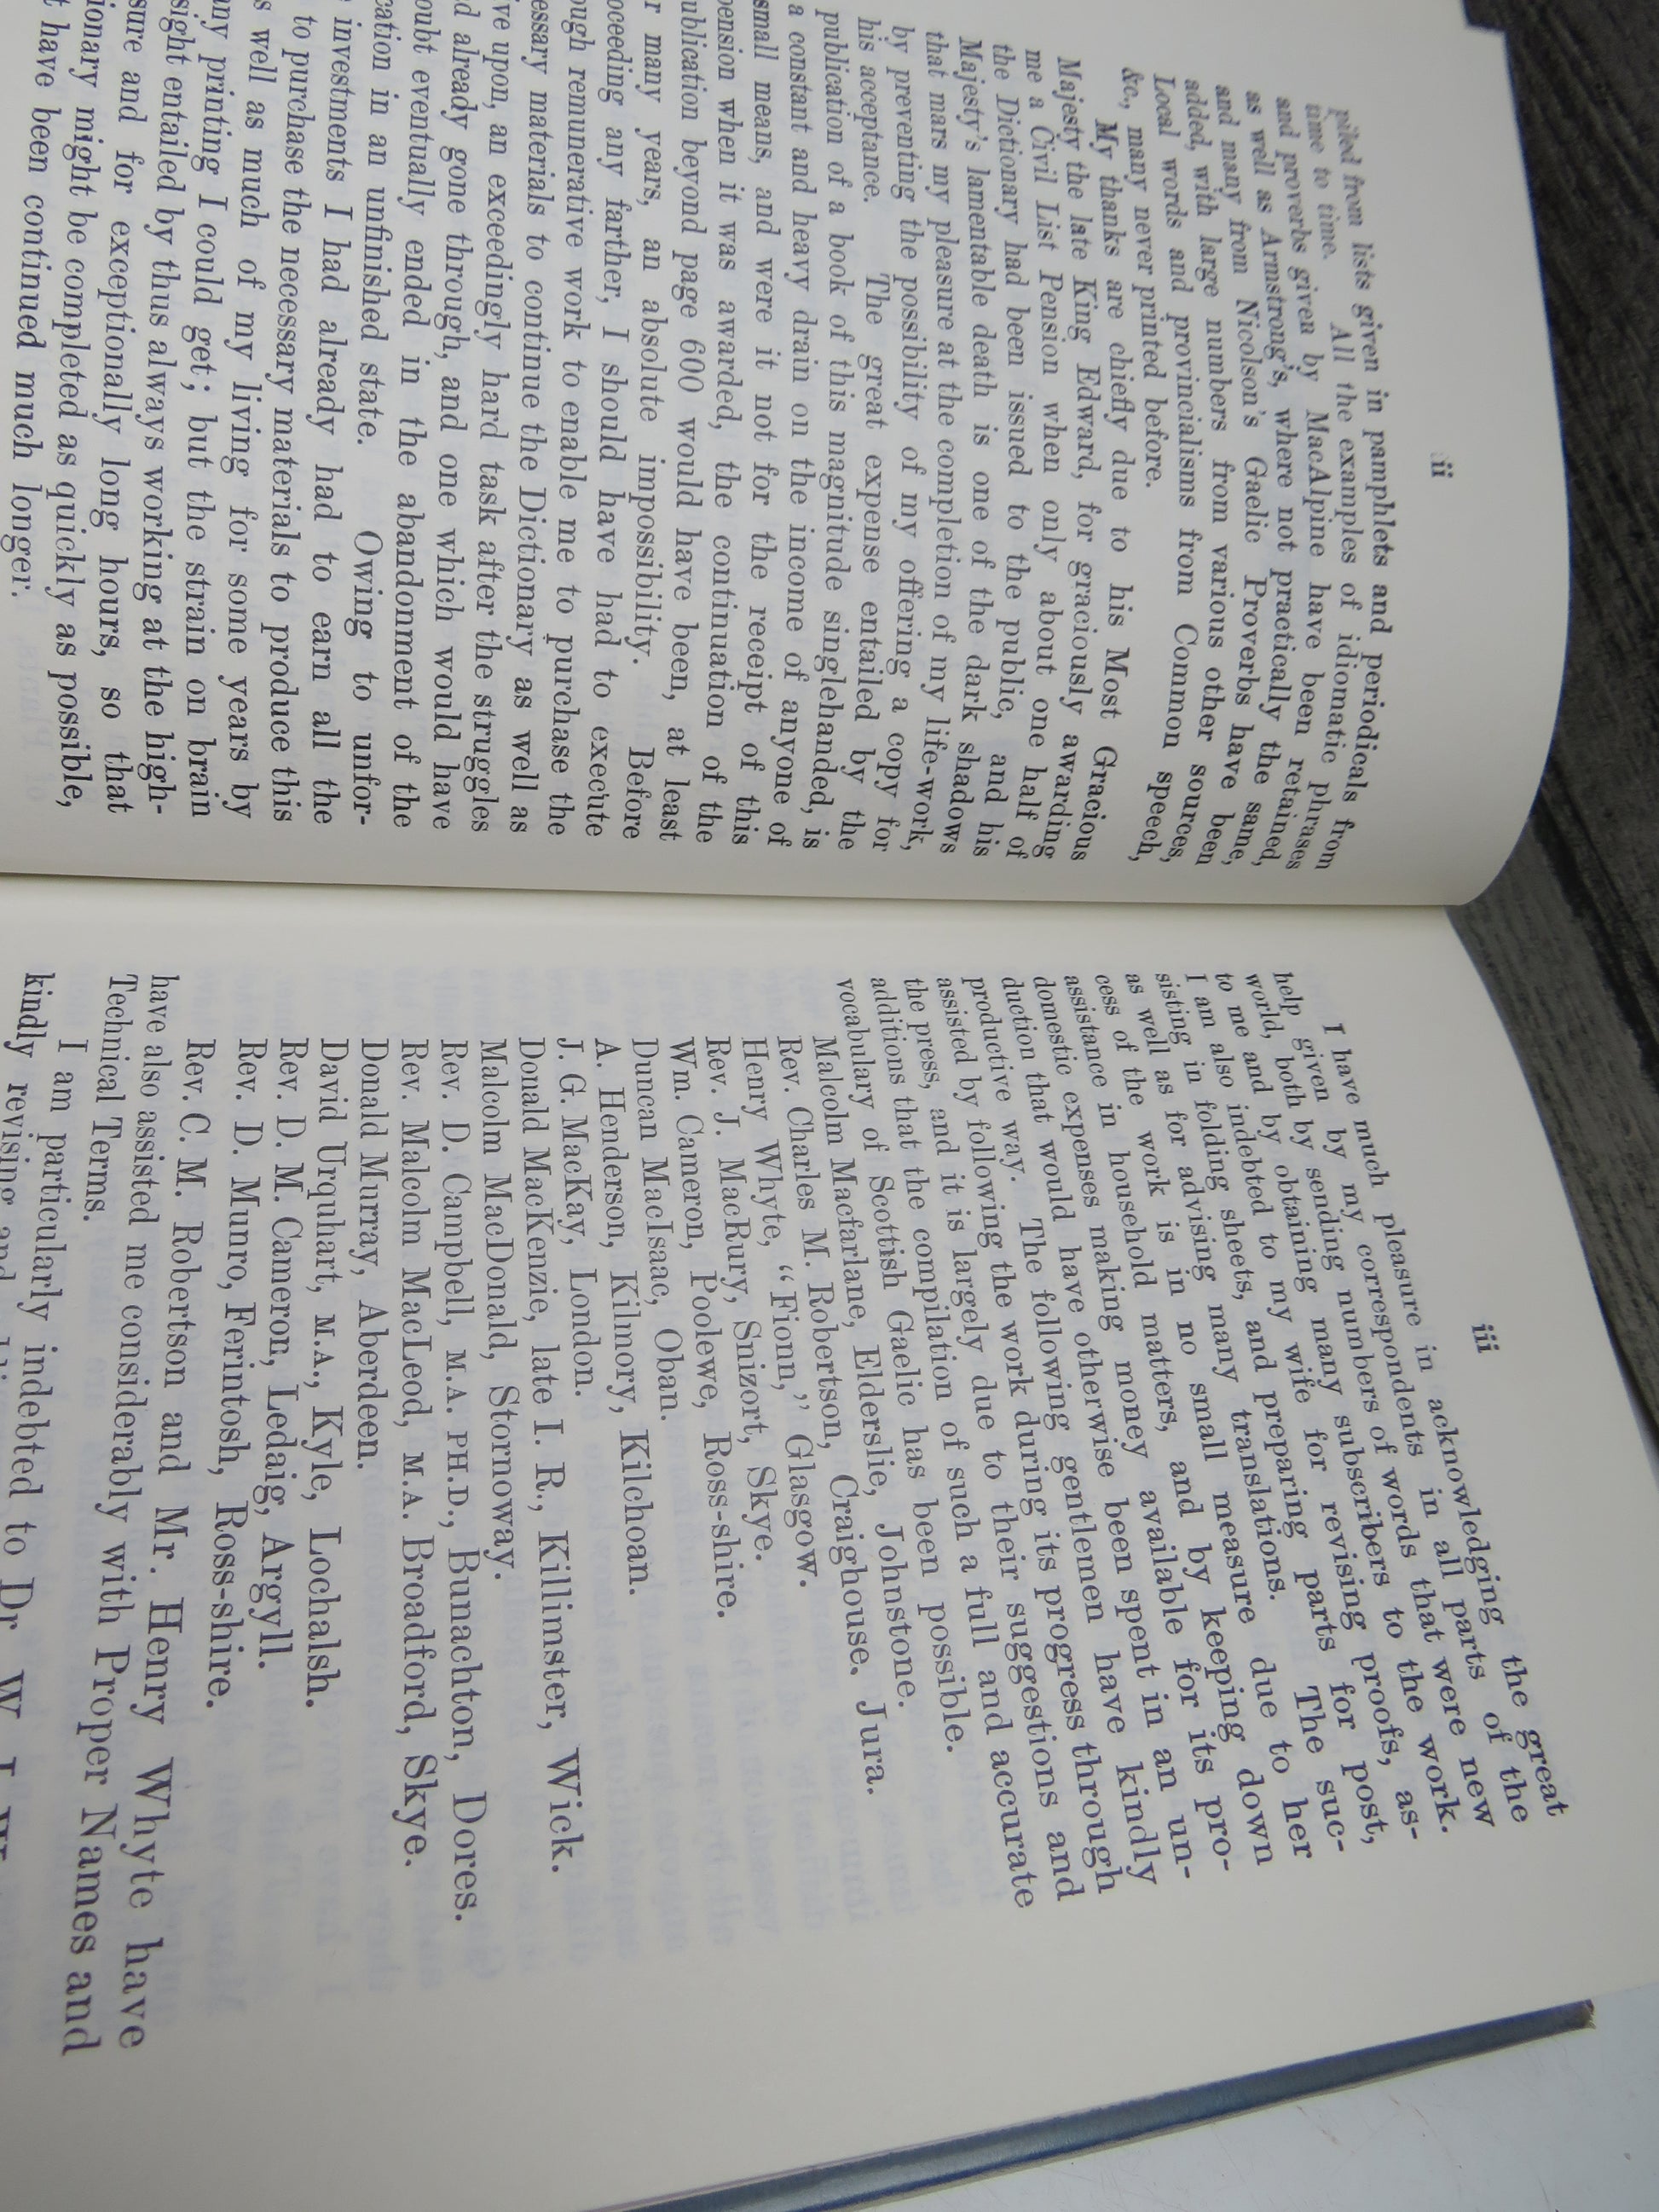 ii
piled from lists given in pamphlets and periodicals from
time to time. All the examples of idiomatic phrases
and proverbs given by MacAlpine have been retained,
as well as Armstrong's, where not practically the same,
and many from Nicolson's Gaelic Proverbs have been
added, with large numbers from various other sources,
Local words and provincialisms from Common speech,
&c., many never printed before.
My thanks are chiefly due to his Most Gracious
Majesty the late King Edward, for graciously awarding
me a Civil List Pension when only about one half of
the Dictionary had been issued to the public, and his
Majesty's lamentable death is one of the dark shadows
that mars my pleasure at the completion of my life-work,
by preventing the possibility of my offering a copy for
his acceptance. The great expense entailed by the
publication of a book of this magnitude singlehanded, is
a constant and heavy drain on the income of anyone of
small means, and were it not for the receipt of this
pension when it was awarded, the continuation of the
ublication beyond page 600 would have been, at least
r many years, an absolute impossibility. Before
oceeding any farther, I should have had to execute
ough remunerative work to enable me to purchase the
essary materials to continue the Dictionary as well as
ve upon, an exceedingly hard task after the struggles
d already gone through, and one which would have
oubt eventually ended in the abandonment of the
cation in an unfinished state. Owing to unfor-
investments I had already had to earn all the
to purchase the necessary materials to produce this
s well as much of my living for some years by
ny printing I could get; but the strain on brain
sight entailed by thus always working at the high-
sure and for exceptionally long hours, so that
ionary might be completed as quickly as possible,
t have been continued much longer.
iii
I have much pleasure in acknowledging the great
help given by my correspondents in all parts of the
world, both by sending numbers of words that were new
to me and by obtaining many subscribers to the work.
I am also indebted to my wife for revising proofs, as-
sisting in folding sheets, and preparing parts for post,
as well as for advising many translations. The suc-
cess of the work is in no small measure due to her
assistance in household matters, and by keeping down
domestic expenses making money available for its pro-
duction that would have otherwise been spent in an un-
productive way. The following gentlemen have kindly
assisted by following the work during its progress through
the press, and it is largely due to their suggestions and
additions that the compilation of such a full and accurate
vocabulary of Scottish Gaelic has been possible.
Malcolm Macfarlane, Elderslie, Johnstone.
Rev. Charles M. Robertson, Craighouse, Jura.
Henry Whyte, "Fionn," Glasgow.
Rev. J. MacRury, Snizort, Skye.
Wm. Cameron, Poolewe, Ross-shire.
Duncan MacIsaac, Oban.
A. Henderson, Kilmory, Kilchoan.
J. G. MacKay, London.
Donald MacKenzie, late I. R., Killimster, Wick.
Malcolm MacDonald, Stornoway.
Rev. D. Campbell, M.A. PH.D., Bunachton, Dores.
Rev. Malcolm MacLeod, M.A. Broadford, Skye.
Donald Murray, Aberdeen.
David Urquhart, M.A., Kyle, Lochalsh.
Rev. D. M. Cameron, Ledaig, Argyll.
Rev. D. Munro, Ferintosh, Ross-shire.
Rev. C. M. Robertson and Mr. Henry Whyte have
have also assisted me considerably with Proper Names and
Technical Terms.
I am particularly indebted to Dr W. J. W
kindly revising and